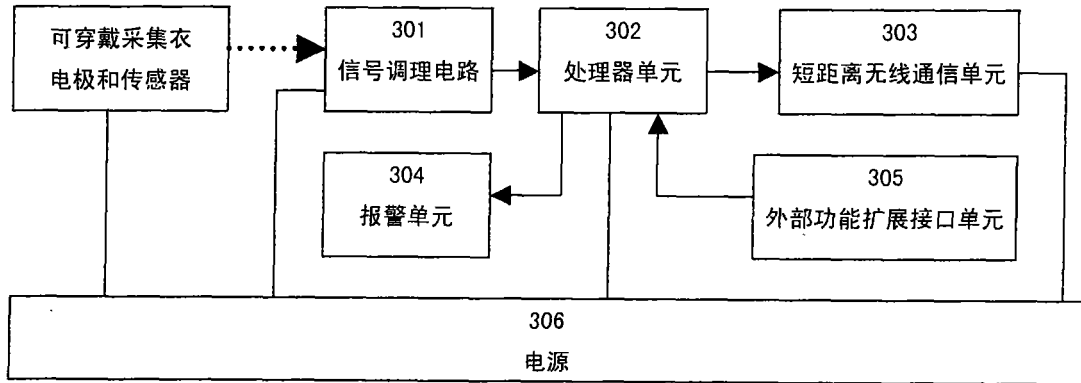 可穿戴采集衣
电极和传感器
301
信号调理电路
302
处理器单元
303
短距离无线通信单元
304
报警单元
305
外部功能扩展接口单元
306
电源